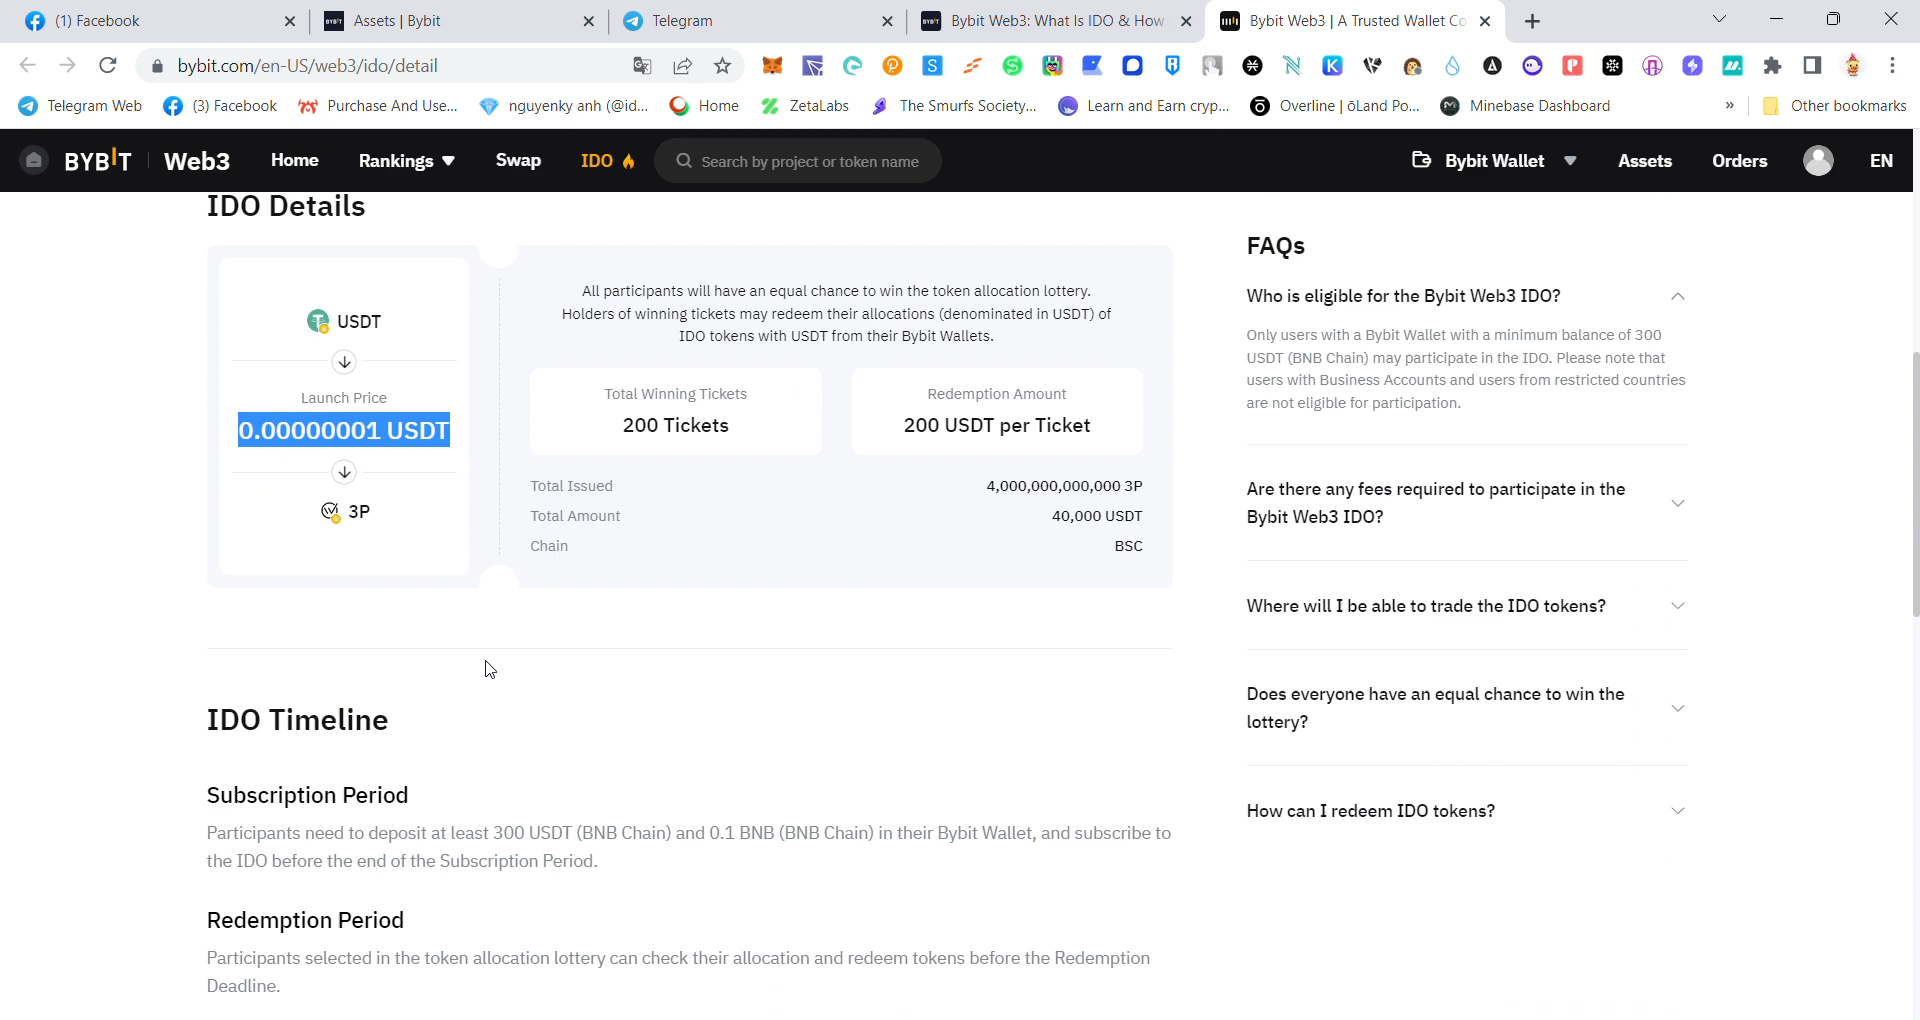 (1) Facebook
Assets | Bybit
Telegram
Bybit Web3: What Is IDO & How
Bybit Web3 | A Trusted Wallet Co
bybit.com/en-US/web3/ido/detail
Telegram Web
(3) Facebook
Purchase And Use...
nguyenky anh (@id...
Home
ZetaLabs
The Smurfs Society...
Learn and Earn cryp...
Overline | ōLand Po...
Minebase Dashboard
»
Other bookmarks
BYBIT Web3 Home Rankings Swap IDO Search by project or token name Bybit Wallet Assets Orders EN
IDO Details
USDT
Launch Price
0.00000001 USDT
3P
All participants will have an equal chance to win the token allocation lottery.
Holders of winning tickets may redeem their allocations (denominated in USDT) of
IDO tokens with USDT from their Bybit Wallets.
Total Winning Tickets
200 Tickets
Redemption Amount
200 USDT per Ticket
Total Issued 4,000,000,000,000 3P
Total Amount 40,000 USDT
Chain BSC
IDO Timeline
Subscription Period
Participants need to deposit at least 300 USDT (BNB Chain) and 0.1 BNB (BNB Chain) in their Bybit Wallet, and subscribe to
the IDO before the end of the Subscription Period.
Redemption Period
Participants selected in the token allocation lottery can check their allocation and redeem tokens before the Redemption
Deadline.
FAQs
Who is eligible for the Bybit Web3 IDO?
Only users with a Bybit Wallet with a minimum balance of 300
USDT (BNB Chain) may participate in the IDO. Please note that
users with Business Accounts and users from restricted countries
are not eligible for participation.
Are there any fees required to participate in the
Bybit Web3 IDO?
Where will I be able to trade the IDO tokens?
Does everyone have an equal chance to win the
lottery?
How can I redeem IDO tokens?